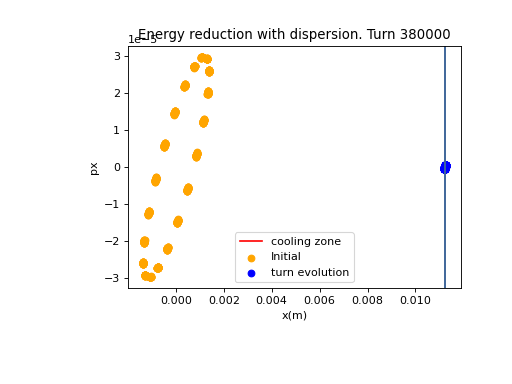 Energy reduction with dispersion. Turn 380000
1e−5
3
2
1
0
−1
−2
−3
px
cooling zone
Initial
turn evolution
0.000 0.002 0.004 0.006 0.008 0.010
x(m)